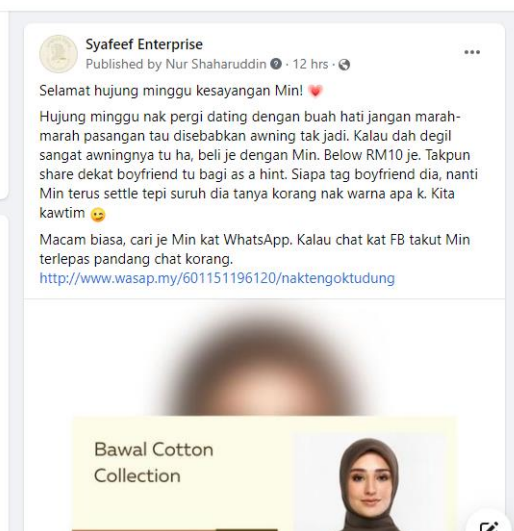 Syafeef Enterprise
Published by Nur Shaharuddin · 12 hrs ·
Selamat hujung minggu kesayangan Min! 💗
Hujung minggu nak pergi dating dengan buah hati jangan marah-
marah pasangan tau disebabkan awning tak jadi. Kalau dah degil
sangat awningnya tu ha, beli je dengan Min. Below RM10 je. Takpun
share dekat boyfriend tu bagi as a hint. Siapa tag boyfriend dia, nanti
Min terus settle tepi suruh dia tanya korang nak warna apa k. Kita
kawtim 😉
Macam biasa, cari je Min kat WhatsApp. Kalau chat kat FB takut Min
terlepas pandang chat korang.
http://www.wasap.my/601151196120/naktengoktudung
Bawal Cotton
Collection